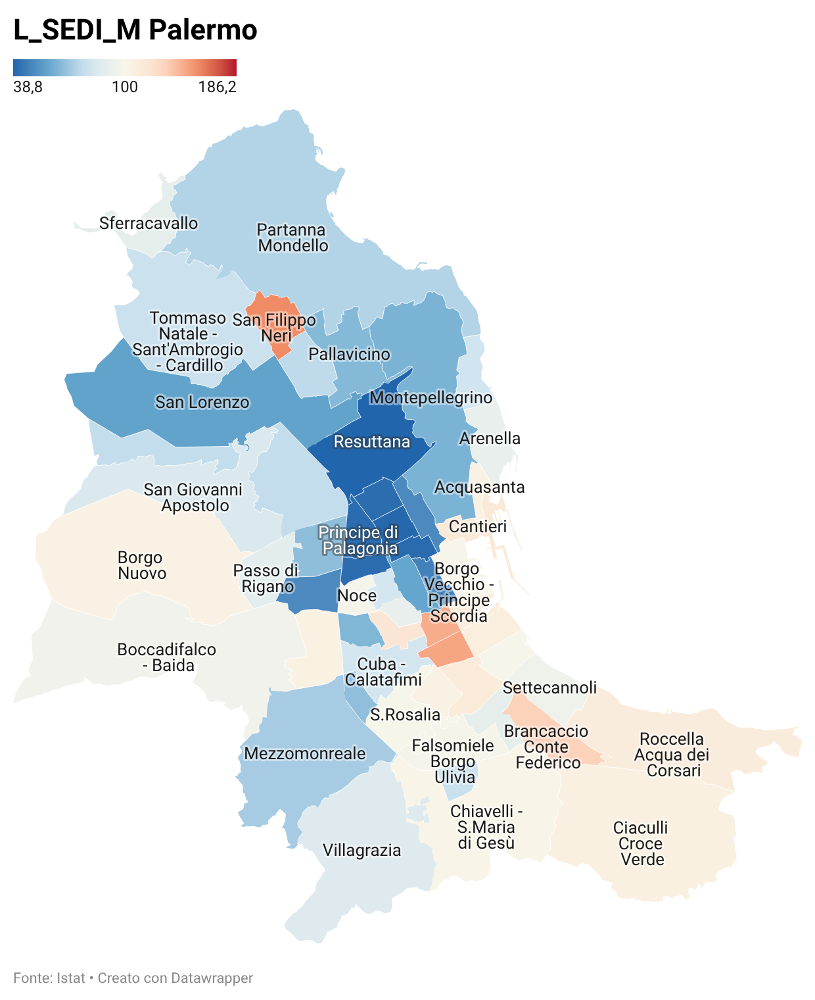 L_SEDI_M Palermo
38,8 100 186,2
Sferracavallo
Partanna
Mondello
Tommaso
Natale -
Sant'Ambrogio
- Cardillo
San Filippo
Neri
Pallavicino
San Lorenzo
Montepellegrino
Resuttana
Arenella
San Giovanni
Apostolo
Acquasanta
Cantieri
Principe di
Palagonia
Borgo
Nuovo
Passo di
Rigano
Noce
Borgo
Vecchio -
Principe
Scordia
Boccadifalco
- Baida
Cuba -
Calatafimi
Settecannoli
S.Rosalia
Mezzomonreale
Falsomiele
Borgo
Ulivia
Brancaccio
Conte
Federico
Roccella
Acqua dei
Corsari
Chiavelli -
S.Maria
di Gesù
Villagrazia
Ciaculli
Croce
Verde
Fonte: Istat • Creato con Datawrapper